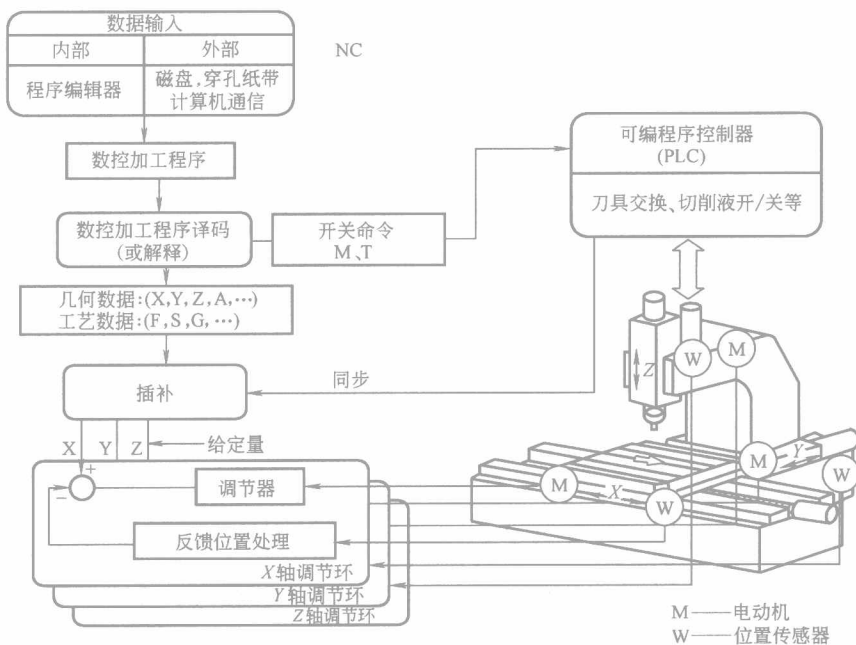 数据输入
内部
外部
NC
程序编辑器
磁盘,穿孔纸带
计算机通信
数控加工程序
可编程序控制器
(PLC)
刀具交换、切削液开/关等
数控加工程序译码
(或解释)
开关命令
M、T
几何数据:(X,Y,Z,A,…)
工艺数据:(F,S,G,…)
插补
同步
X
Y
Z
给定量
+
−
调节器
反馈位置处理
X轴调节环
Y轴调节环
Z轴调节环
W
M
Z
M
X
W
M
Y
W
M——电动机
W——位置传感器